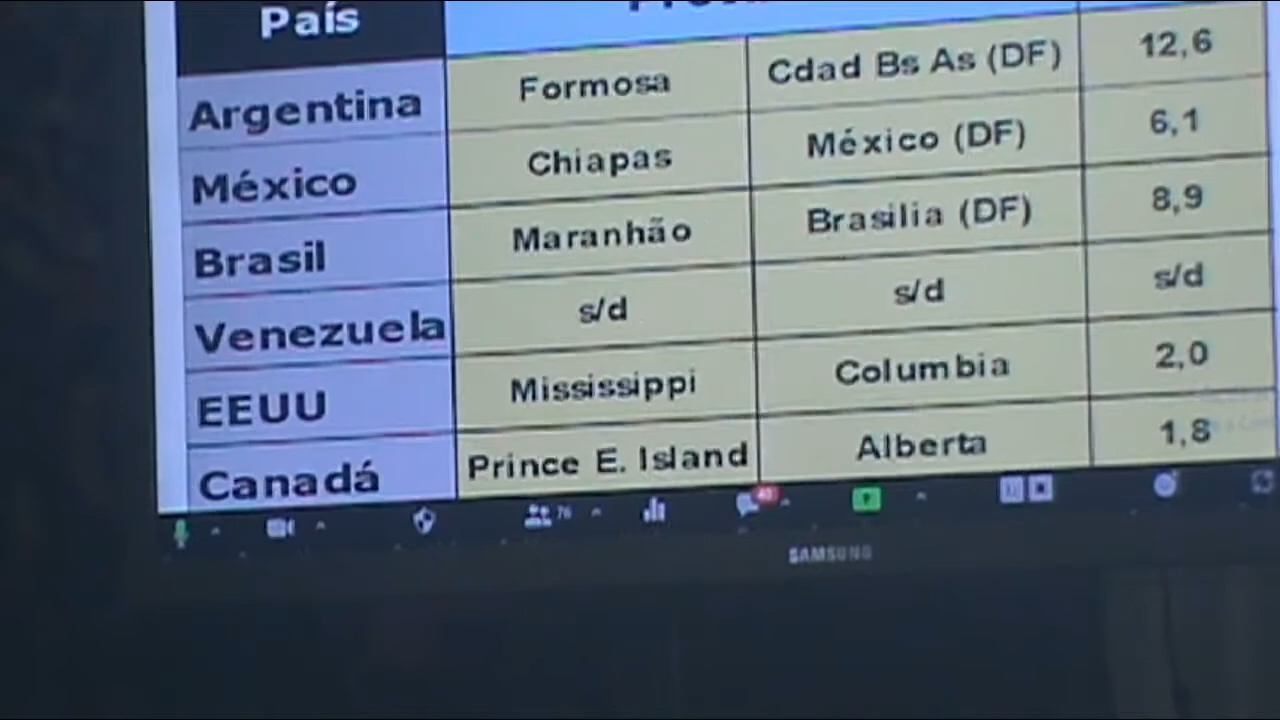 País
Argentina Formosa Cdad Bs As (DF) 12,6
México Chiapas México (DF) 6,1
Brasil Maranhão Brasilia (DF) 8,9
Venezuela s/d s/d s/d
EEUU Mississippi Columbia 2,0
Canadá Prince E. Island Alberta 1,8
76
SAMSUNG